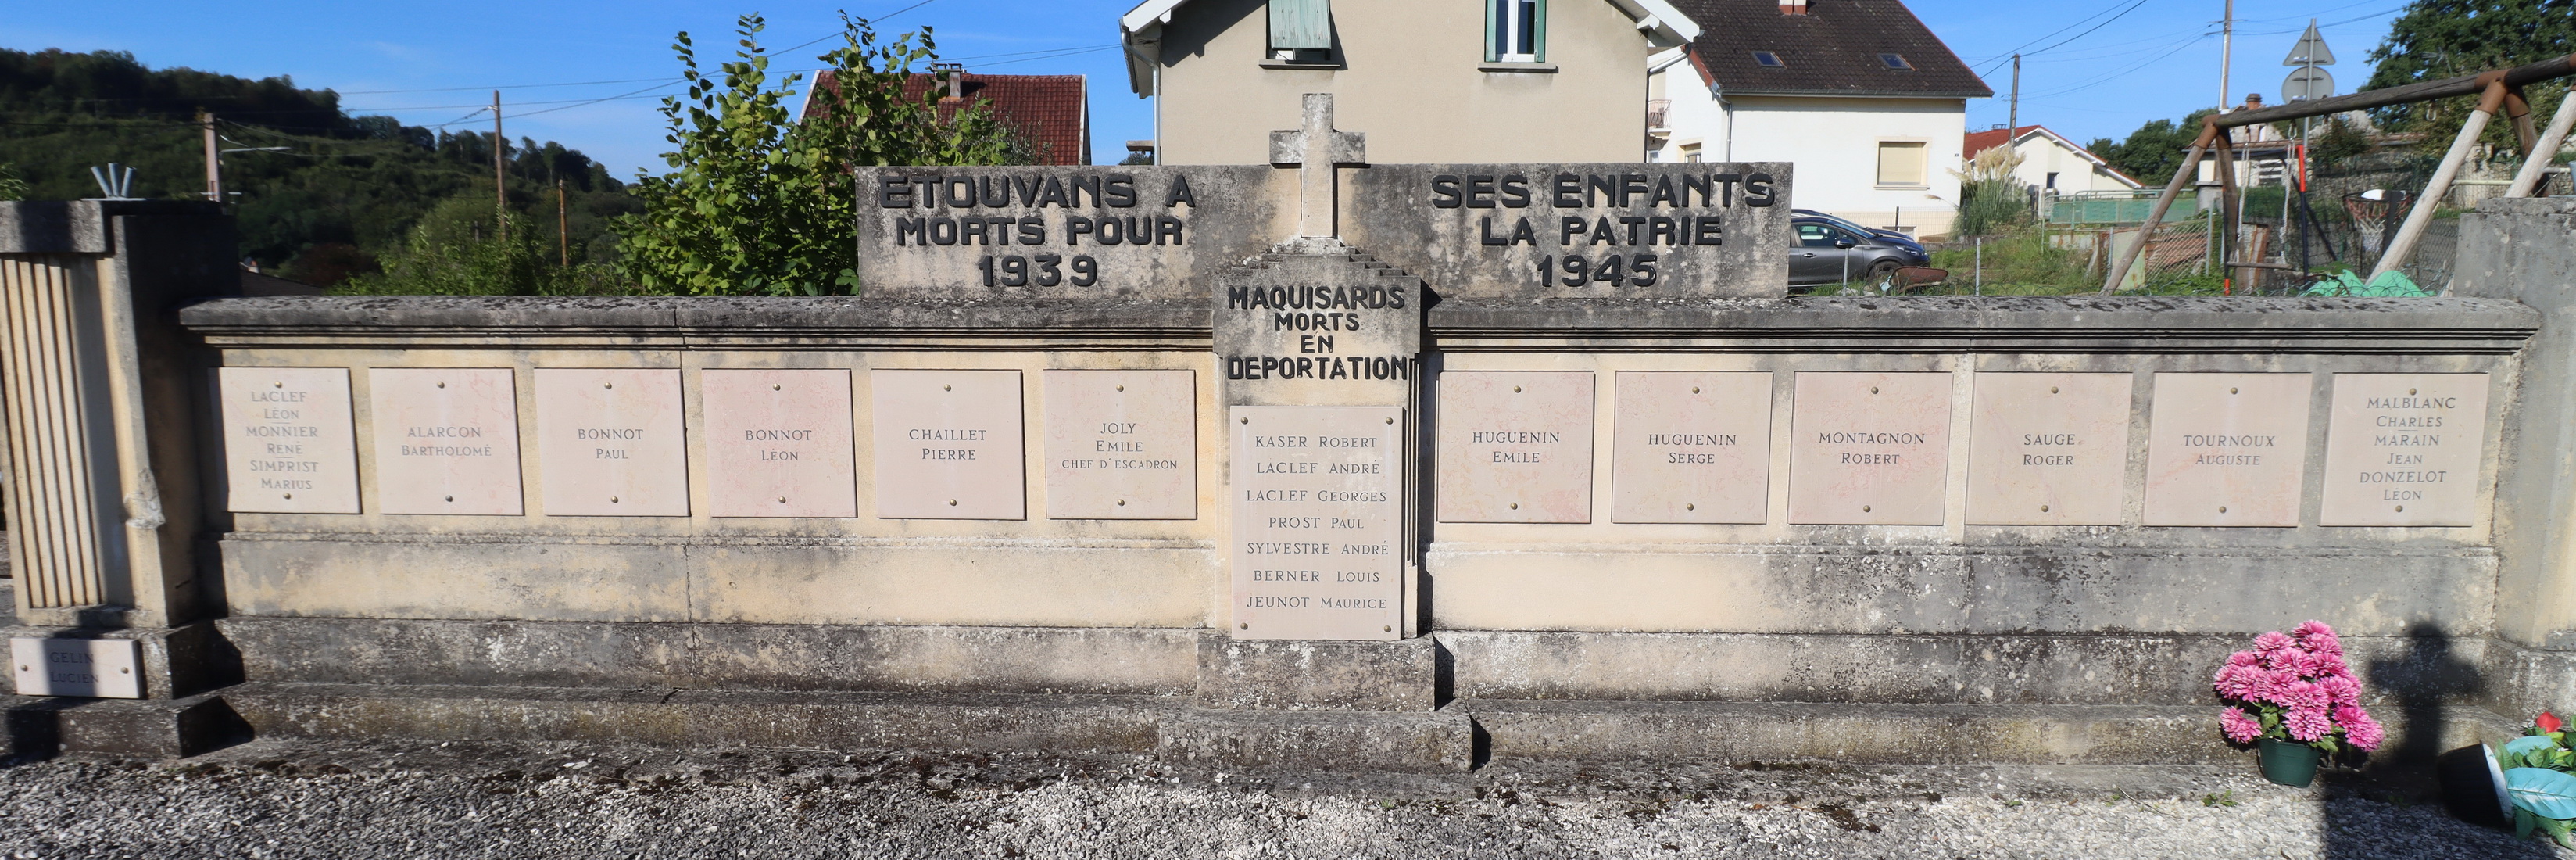 ETOUVANS A SES ENFANTS
MORTS POUR LA PATRIE
1939 1945
MAQUISARDS
MORTS
EN
DEPORTATION
LACLEF
LÉON
MONNIER
RENÉ
SIMPRIST
MARIUS
ALARCON
BARTHOLOMÉ
BONNOT
PAUL
BONNOT
LÉON
CHAILLET
PIERRE
JOLY
EMILE
CHEF D'ESCADRON
KASER ROBERT
LACLEF ANDRÉ
LACLEF GEORGES
PROST PAUL
SYLVESTRE ANDRÉ
BERNER LOUIS
JEUNOT MAURICE
HUGUENIN
EMILE
HUGUENIN
SERGE
MONTAGNON
ROBERT
SAUGE
ROGER
TOURNOUX
AUGUSTE
MALBLANC
CHARLES
MARAIN
JEAN
DONZELOT
LÉON
GELIN
LUCIEN